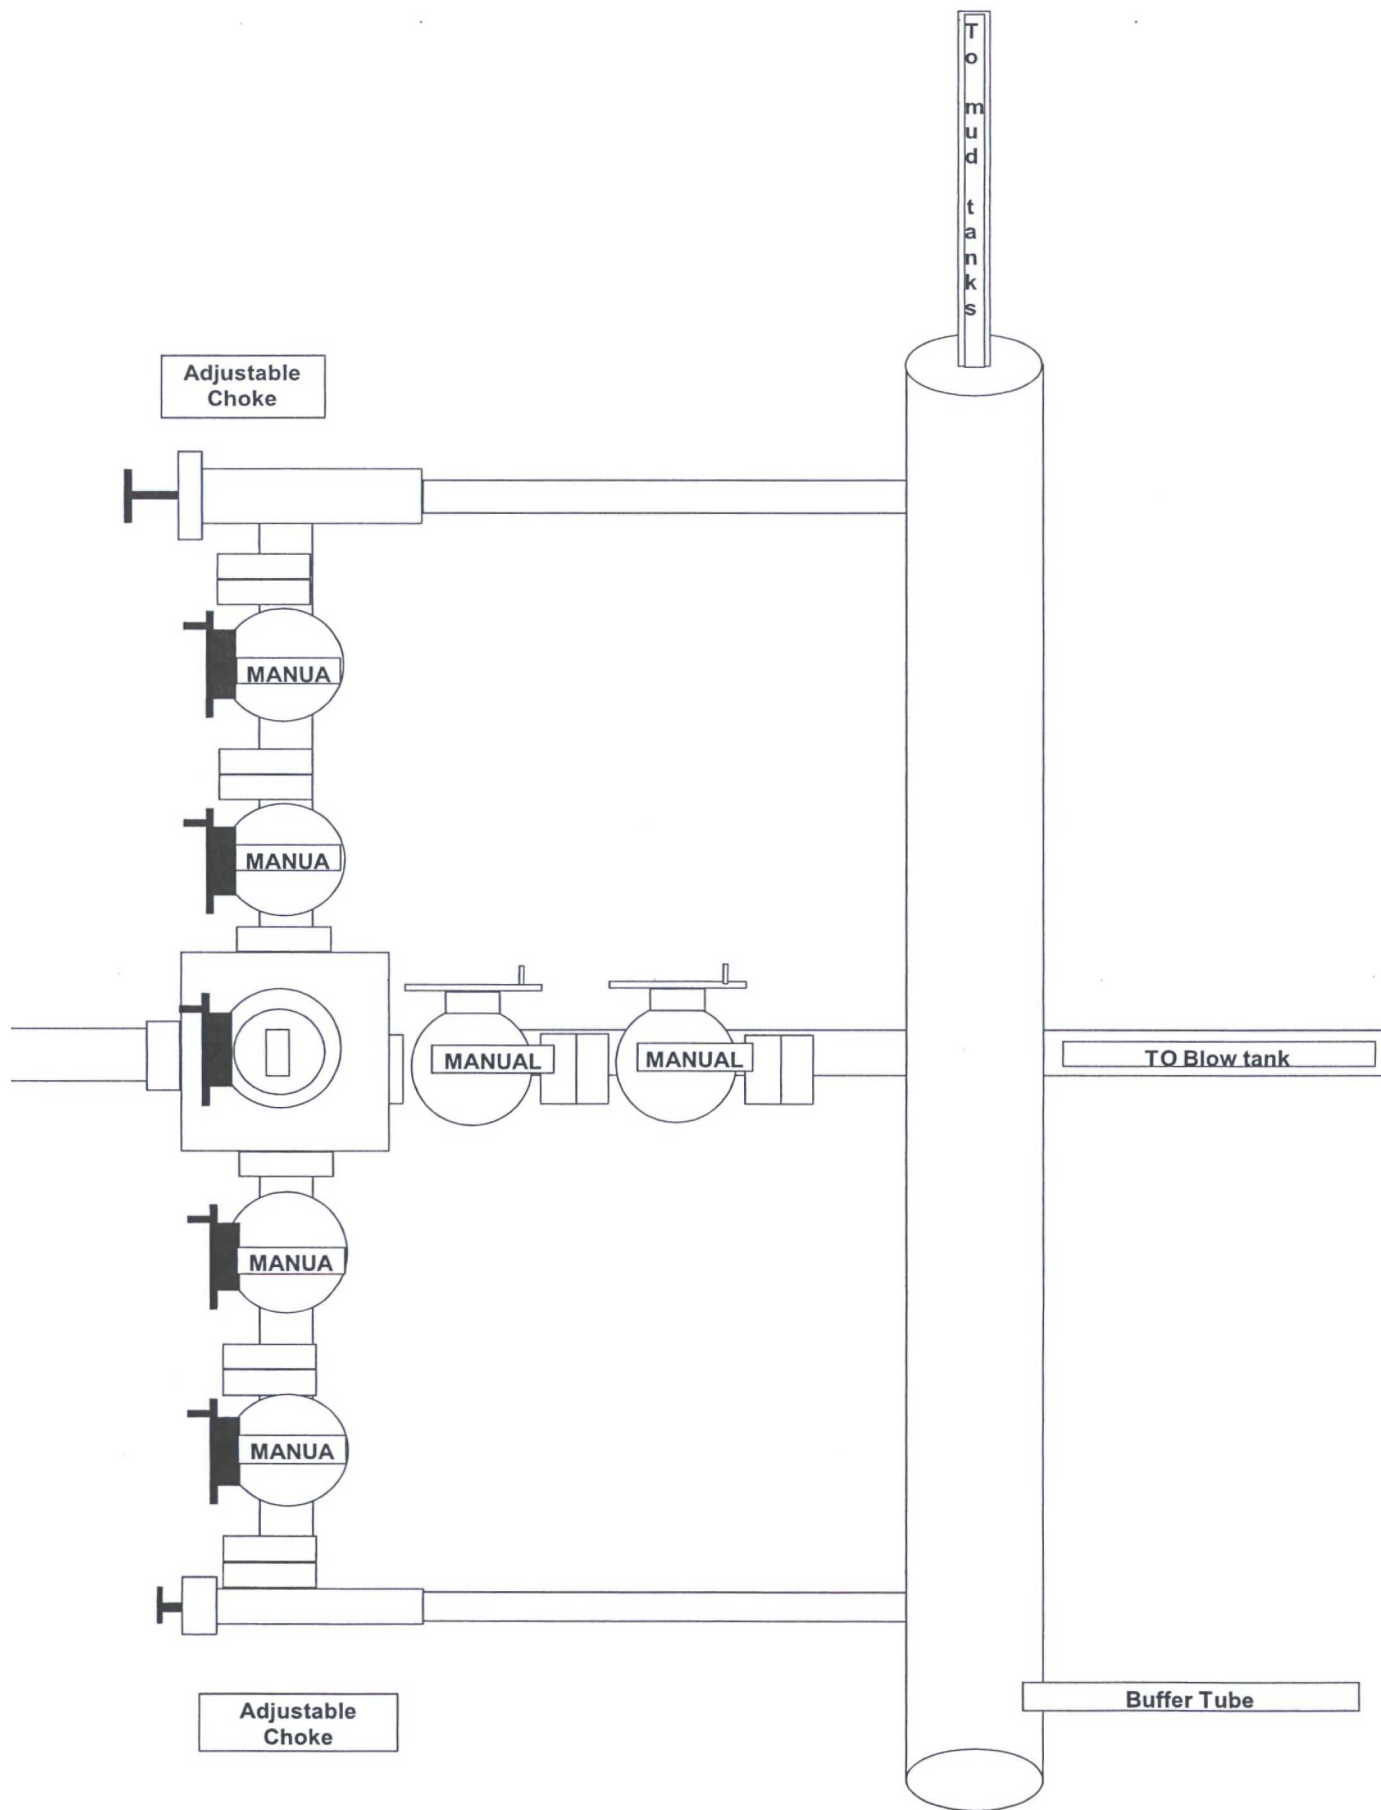 To mud tanks
Adjustable
Choke
MANUA
MANUA
MANUAL
MANUAL
TO Blow tank
MANUA
MANUA
Buffer Tube
Adjustable
Choke